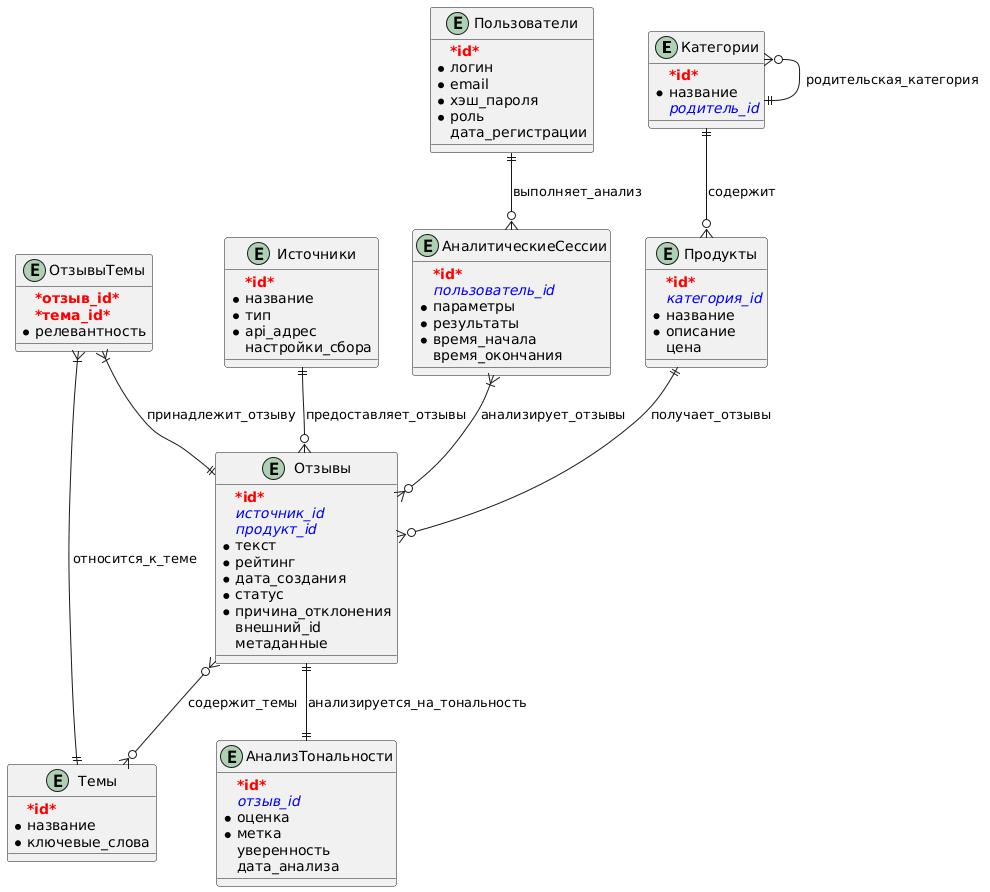 E Пользователи
*id*
логин
email
хэш_пароля
роль
дата_регистрации
E Категории
*id*
название
родитель_id
родительская_категория
выполняет_анализ
содержит
E ОтзывыТемы
*отзыв_id*
*тема_id*
релевантность
E Источники
*id*
название
тип
api_адрес
настройки_сбора
E АналитическиеСессии
*id*
пользователь_id
параметры
результаты
время_начала
время_окончания
E Продукты
*id*
категория_id
название
описание
цена
принадлежит_отзыву
предоставляет_отзывы
анализирует_отзывы
получает_отзывы
E Отзывы
*id*
источник_id
продукт_id
текст
рейтинг
дата_создания
статус
причина_отклонения
внешний_id
метаданные
относится_к_теме
содержит_темы
анализируется_на_тональность
E Темы
*id*
название
ключевые_слова
E АнализТональности
*id*
отзыв_id
оценка
метка
уверенность
дата_анализа